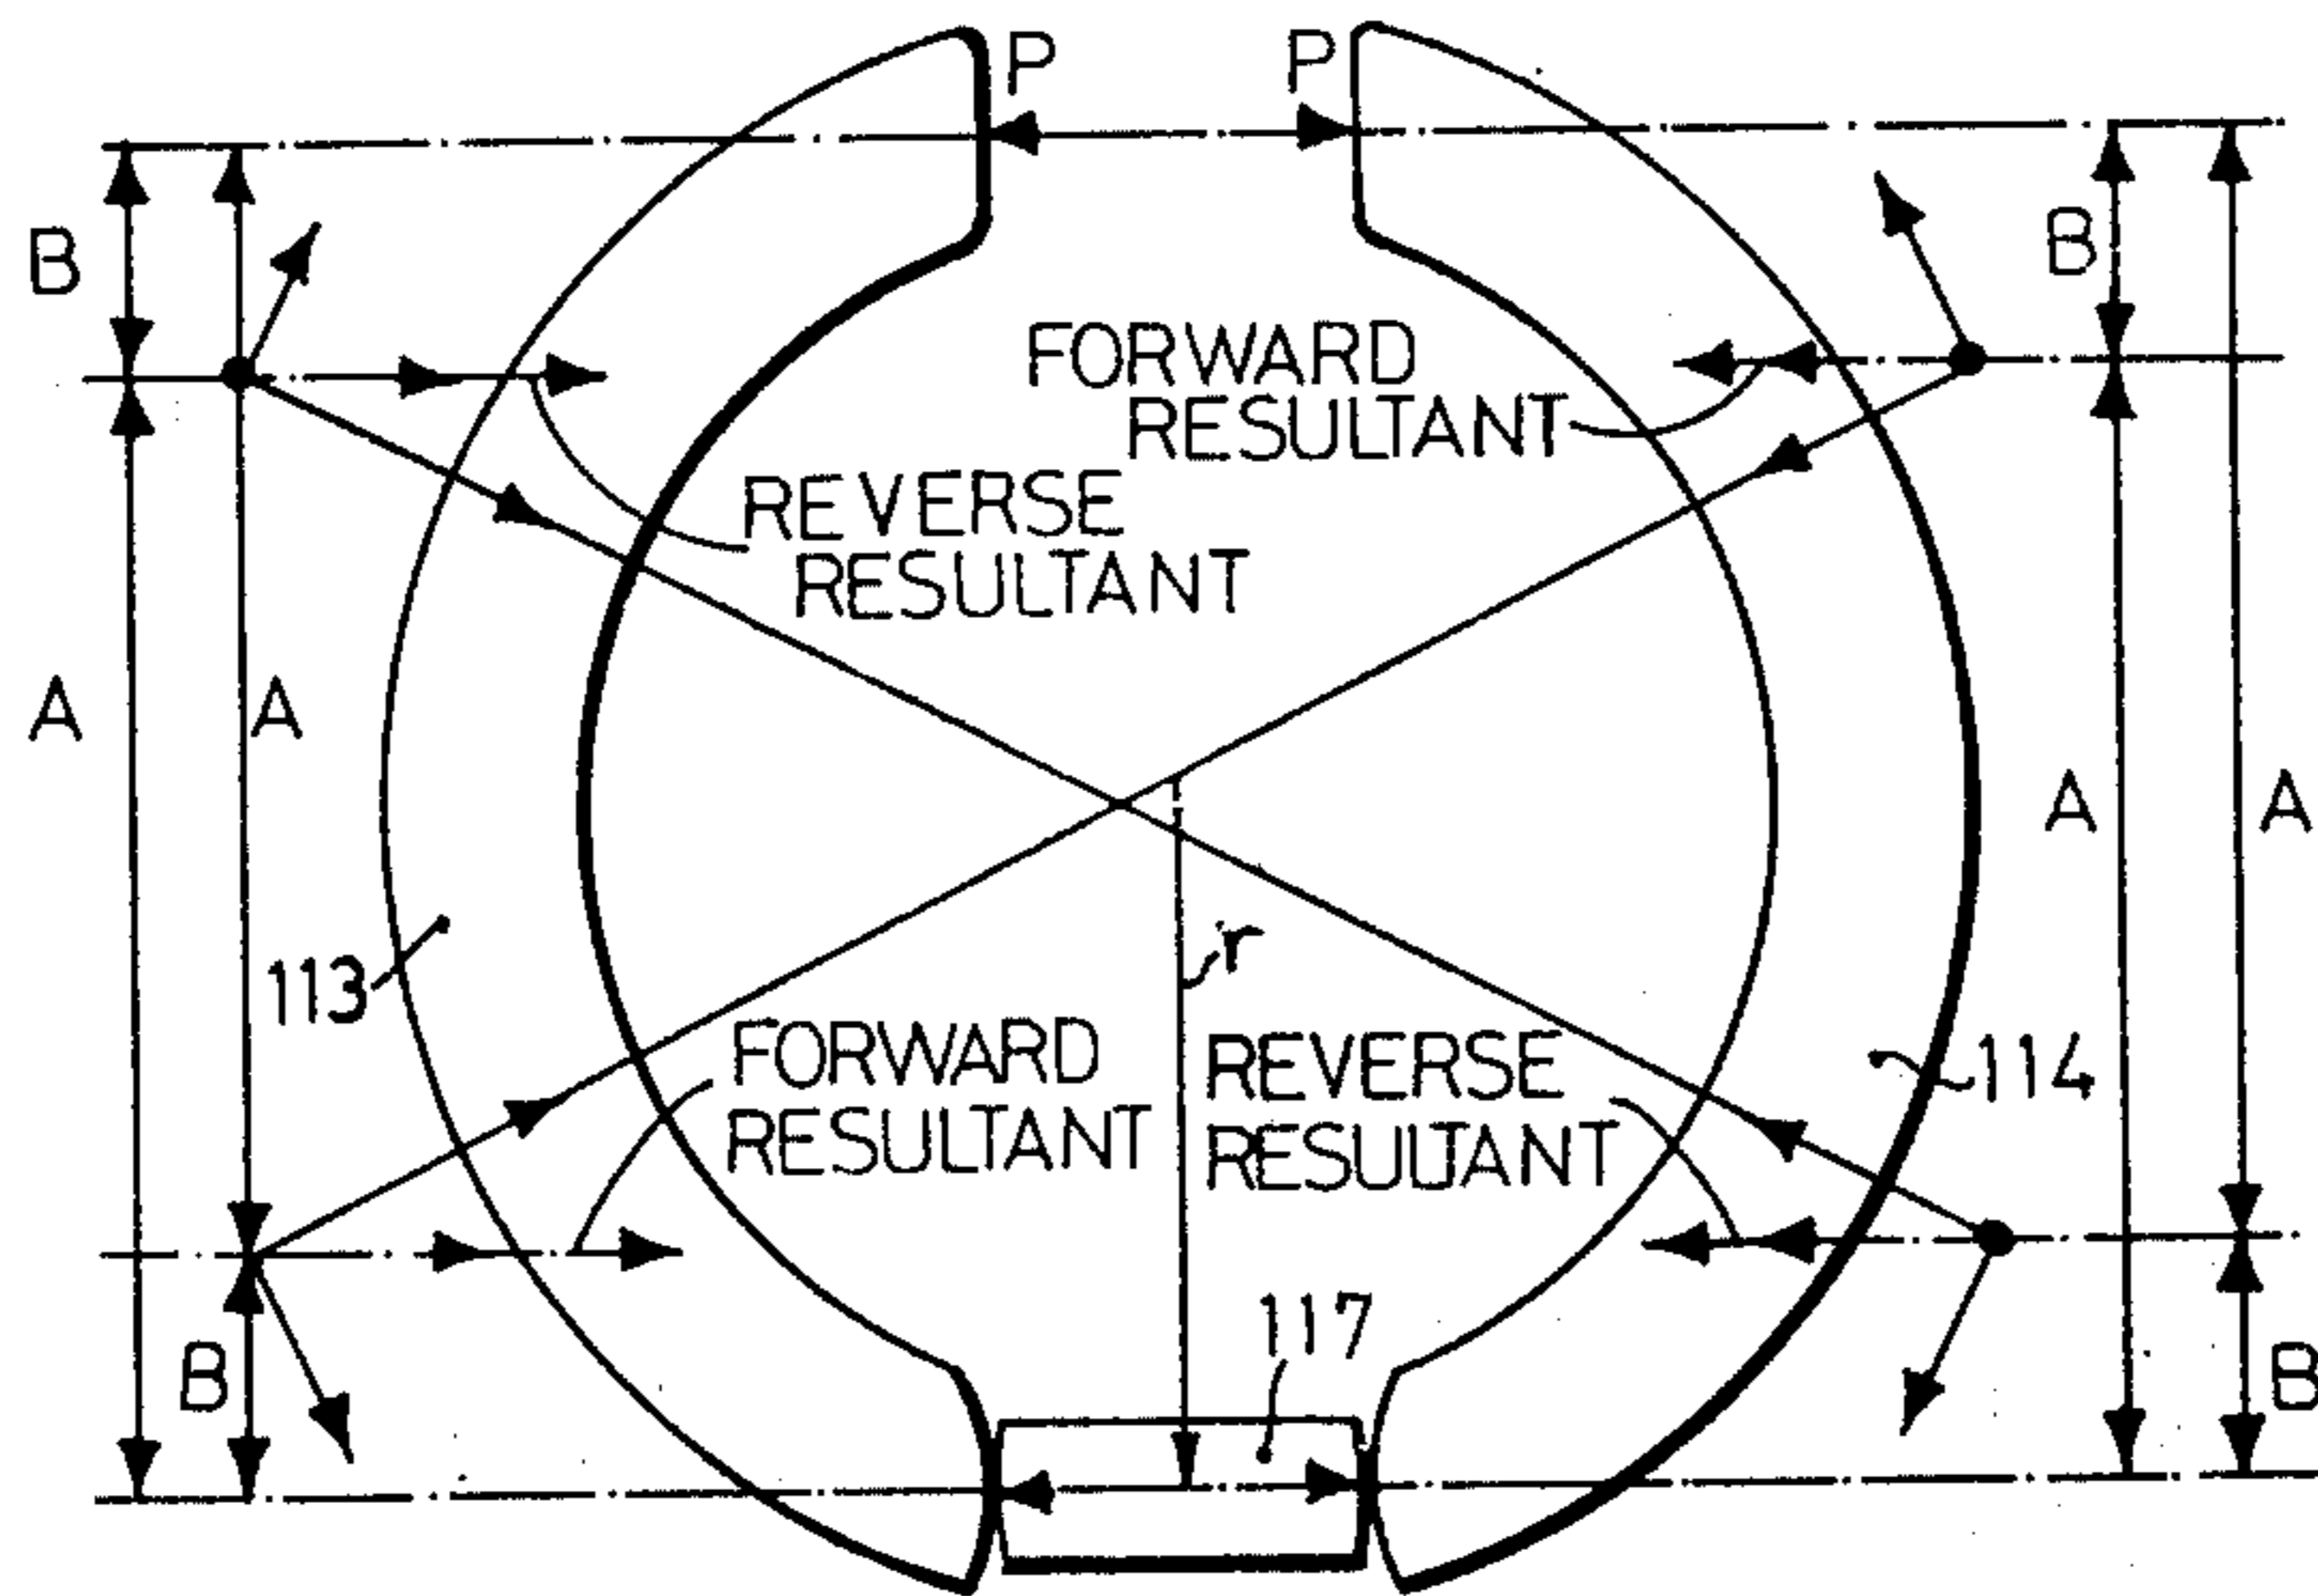 P P
B B
FORWARD
RESULTANT
REVERSE
RESULTANT
A A A A
r
113
FORWARD
RESULTANT
REVERSE
RESULTANT
114
117
B B